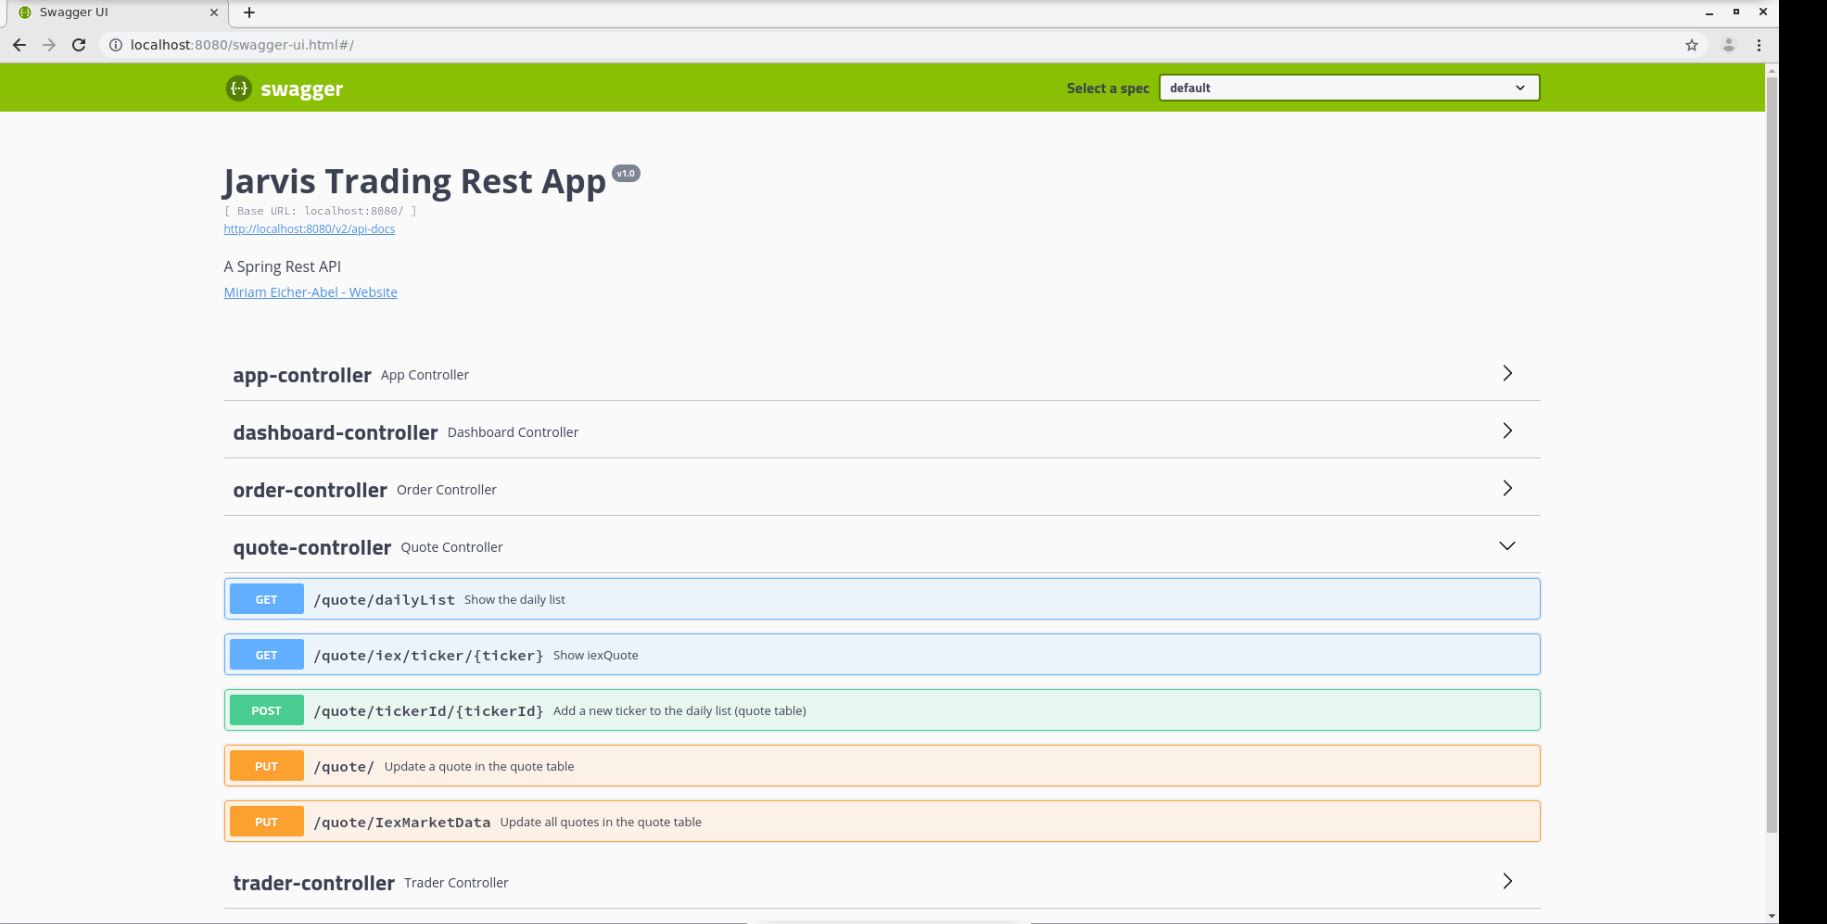 Swagger UI
localhost:8080/swagger-ui.html#/
{···} swagger
Select a spec default
Jarvis Trading Rest App v1.0
[ Base URL: localhost:8080/ ]
http://localhost:8080/v2/api-docs
A Spring Rest API
Miriam Eicher-Abel - Website
app-controller App Controller
dashboard-controller Dashboard Controller
order-controller Order Controller
quote-controller Quote Controller
GET /quote/dailyList Show the daily list
GET /quote/iex/ticker/{ticker} Show iexQuote
POST /quote/tickerId/{tickerId} Add a new ticker to the daily list (quote table)
PUT /quote/ Update a quote in the quote table
PUT /quote/IexMarketData Update all quotes in the quote table
trader-controller Trader Controller